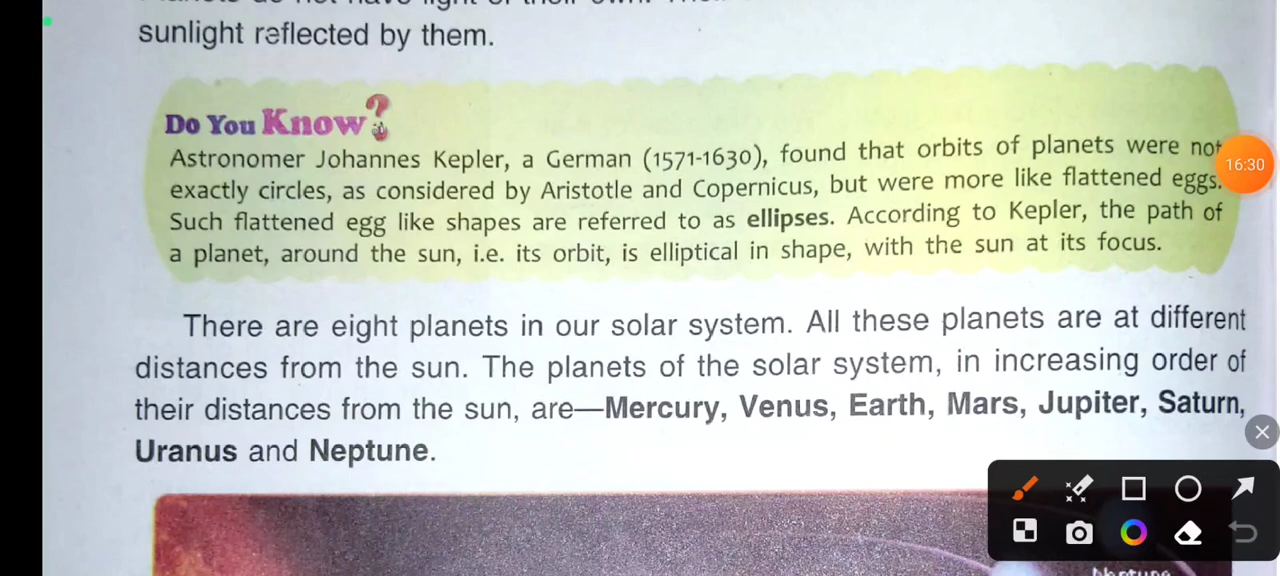 sunlight reflected by them.
Do You Know?
Astronomer Johannes Kepler, a German (1571-1630), found that orbits of planets were not
exactly circles, as considered by Aristotle and Copernicus, but were more like flattened eggs.
Such flattened egg like shapes are referred to as ellipses. According to Kepler, the path of
a planet, around the sun, i.e. its orbit, is elliptical in shape, with the sun at its focus.
16:30
There are eight planets in our solar system. All these planets are at different
distances from the sun. The planets of the solar system, in increasing order of
their distances from the sun, are—Mercury, Venus, Earth, Mars, Jupiter, Saturn,
Uranus and Neptune.
Neptune